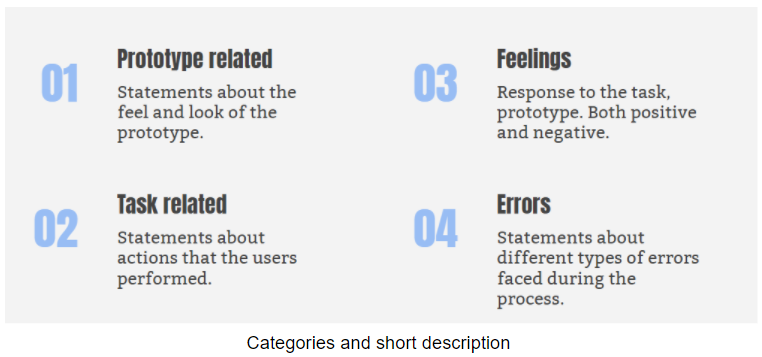 01
Prototype related
Statements about the
feel and look of the
prototype.
02
Task related
Statements about
actions that the users
performed.
03
Feelings
Response to the task,
prototype. Both positive
and negative.
04
Errors
Statements about
different types of errors
faced during the
process.
Categories and short description